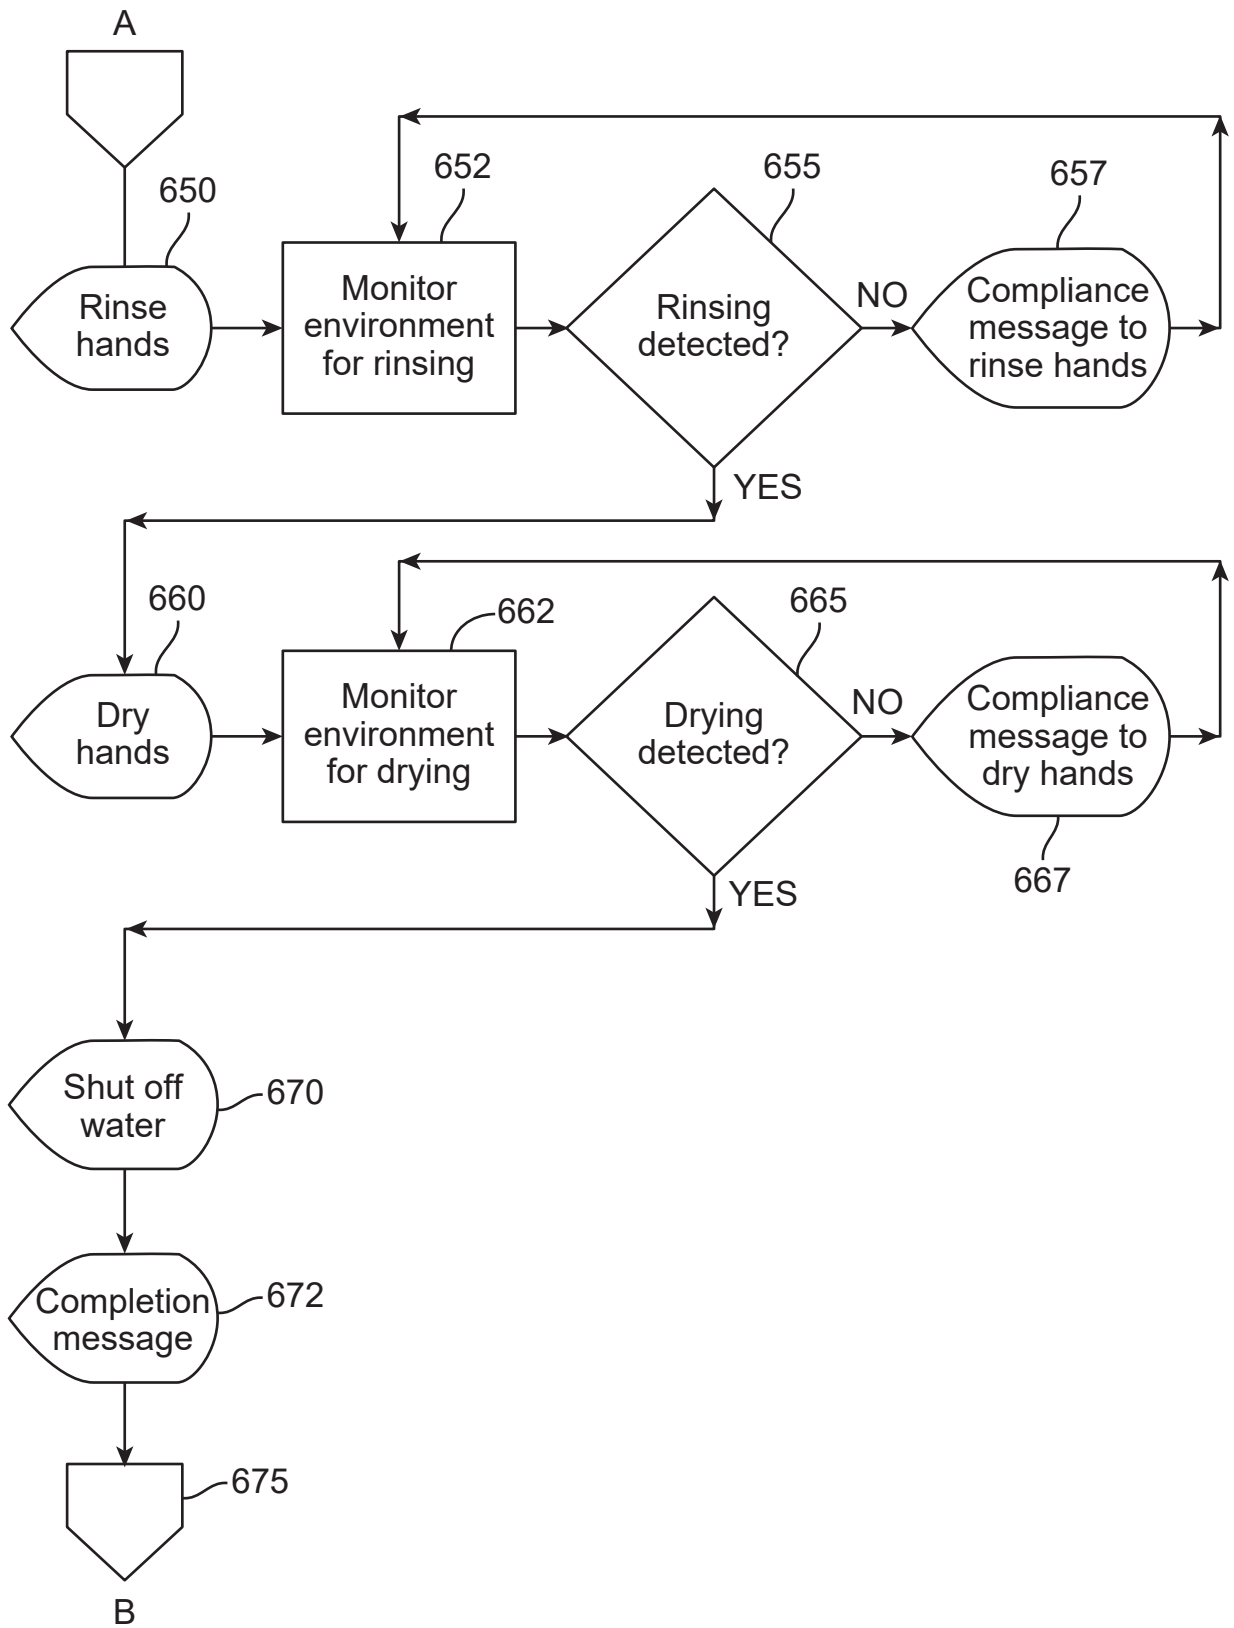 A
650
652
655
657
Rinse
hands
Monitor
environment
for rinsing
Rinsing
detected?
NO
Compliance
message to
rinse hands
YES
660
662
665
Dry
hands
Monitor
environment
for drying
Drying
detected?
NO
Compliance
message to
dry hands
667
YES
Shut off
water
670
Completion
message
672
675
B